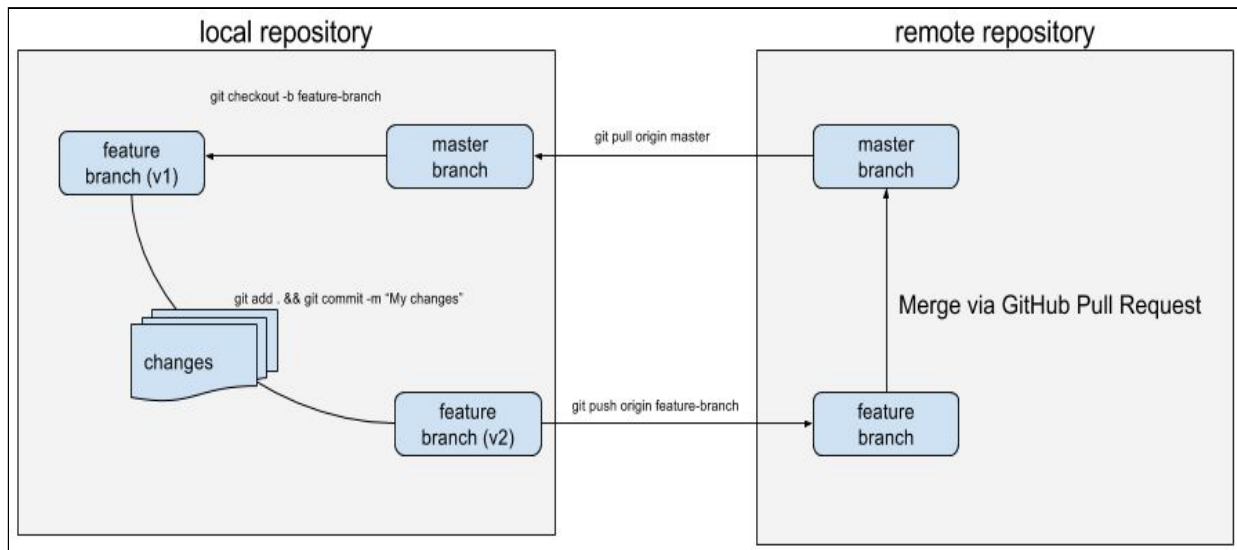 local repository
remote repository
git checkout -b feature-branch
feature
branch (v1)
master
branch
git pull origin master
master
branch
git add . && git commit -m “My changes”
changes
Merge via GitHub Pull Request
feature
branch (v2)
git push origin feature-branch
feature
branch